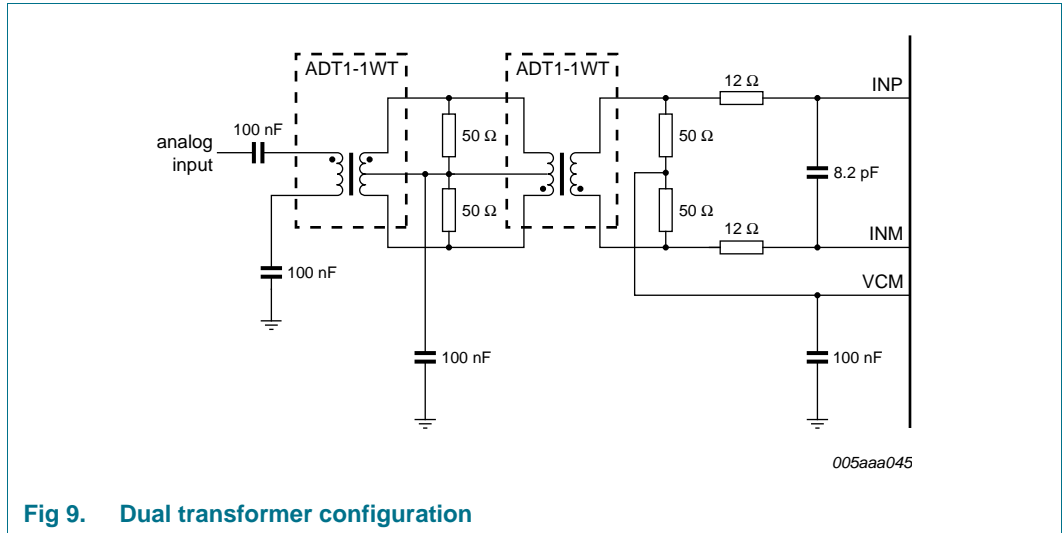 ADT1-1WT
ADT1-1WT
12 Ω
INP
100 nF
analog
input
50 Ω
50 Ω
8.2 pF
50 Ω
50 Ω
12 Ω
INM
100 nF
VCM
100 nF
100 nF
005aaa045
Fig 9. Dual transformer configuration